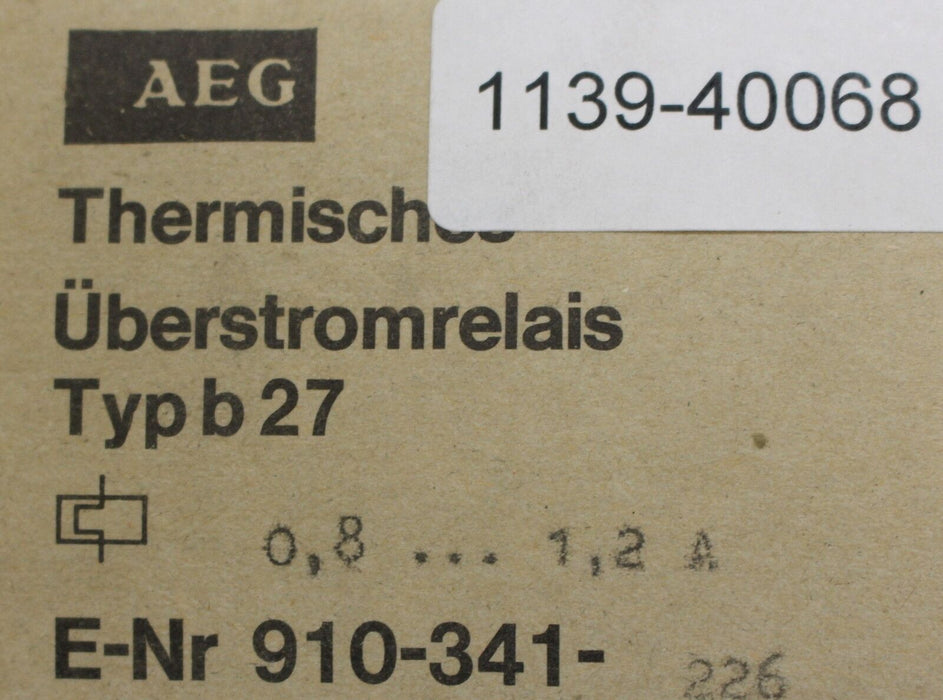 AEG
1139-40068
Thermisches
Überstromrelais
Typ b 27
0,8 ... 1,2 A
E-Nr 910-341- 226